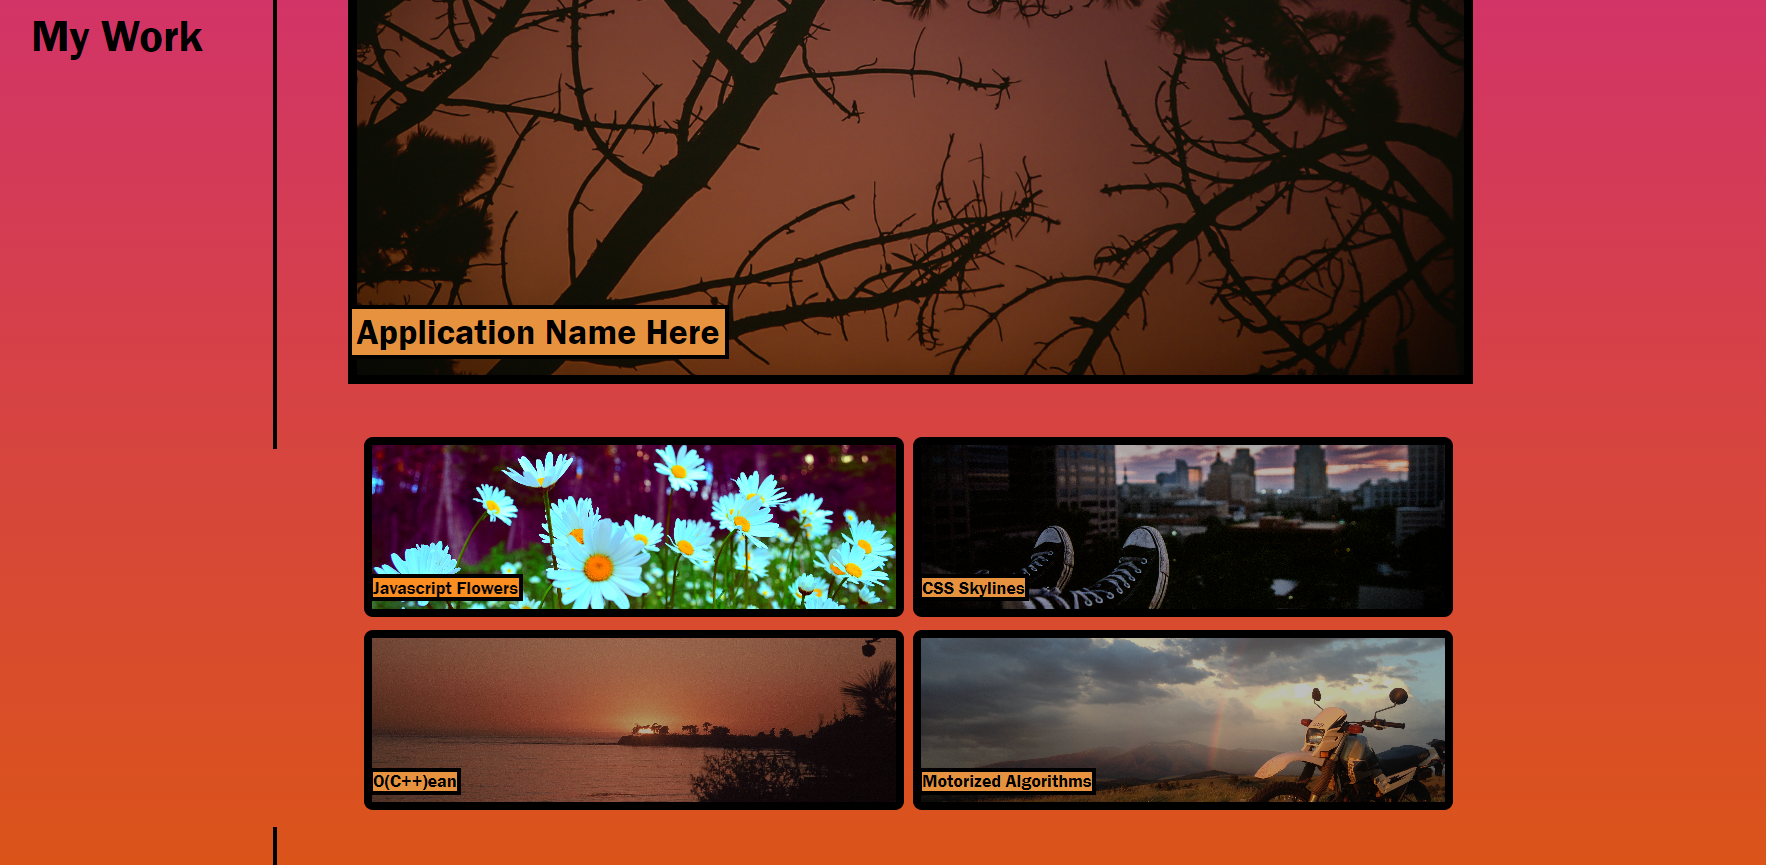 My Work
Application Name Here
Javascript Flowers
CSS Skylines
O(C++)ean
Motorized Algorithms